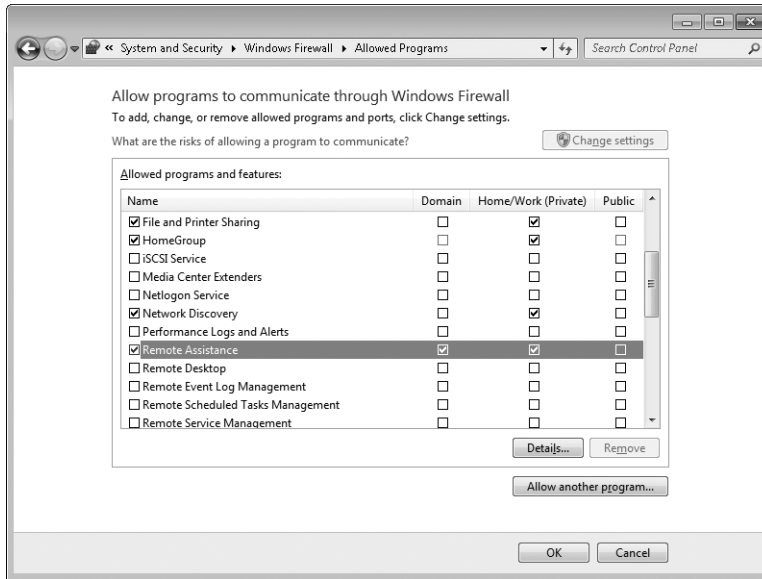 « System and Security ▸ Windows Firewall ▸ Allowed Programs Search Control Panel
Allow programs to communicate through Windows Firewall
To add, change, or remove allowed programs and ports, click Change settings.
What are the risks of allowing a program to communicate? Change settings
Allowed programs and features:
Name Domain Home/Work (Private) Public
File and Printer Sharing
HomeGroup
iSCSI Service
Media Center Extenders
Netlogon Service
Network Discovery
Performance Logs and Alerts
Remote Assistance
Remote Desktop
Remote Event Log Management
Remote Scheduled Tasks Management
Remote Service Management
Details... Remove
Allow another program...
OK Cancel